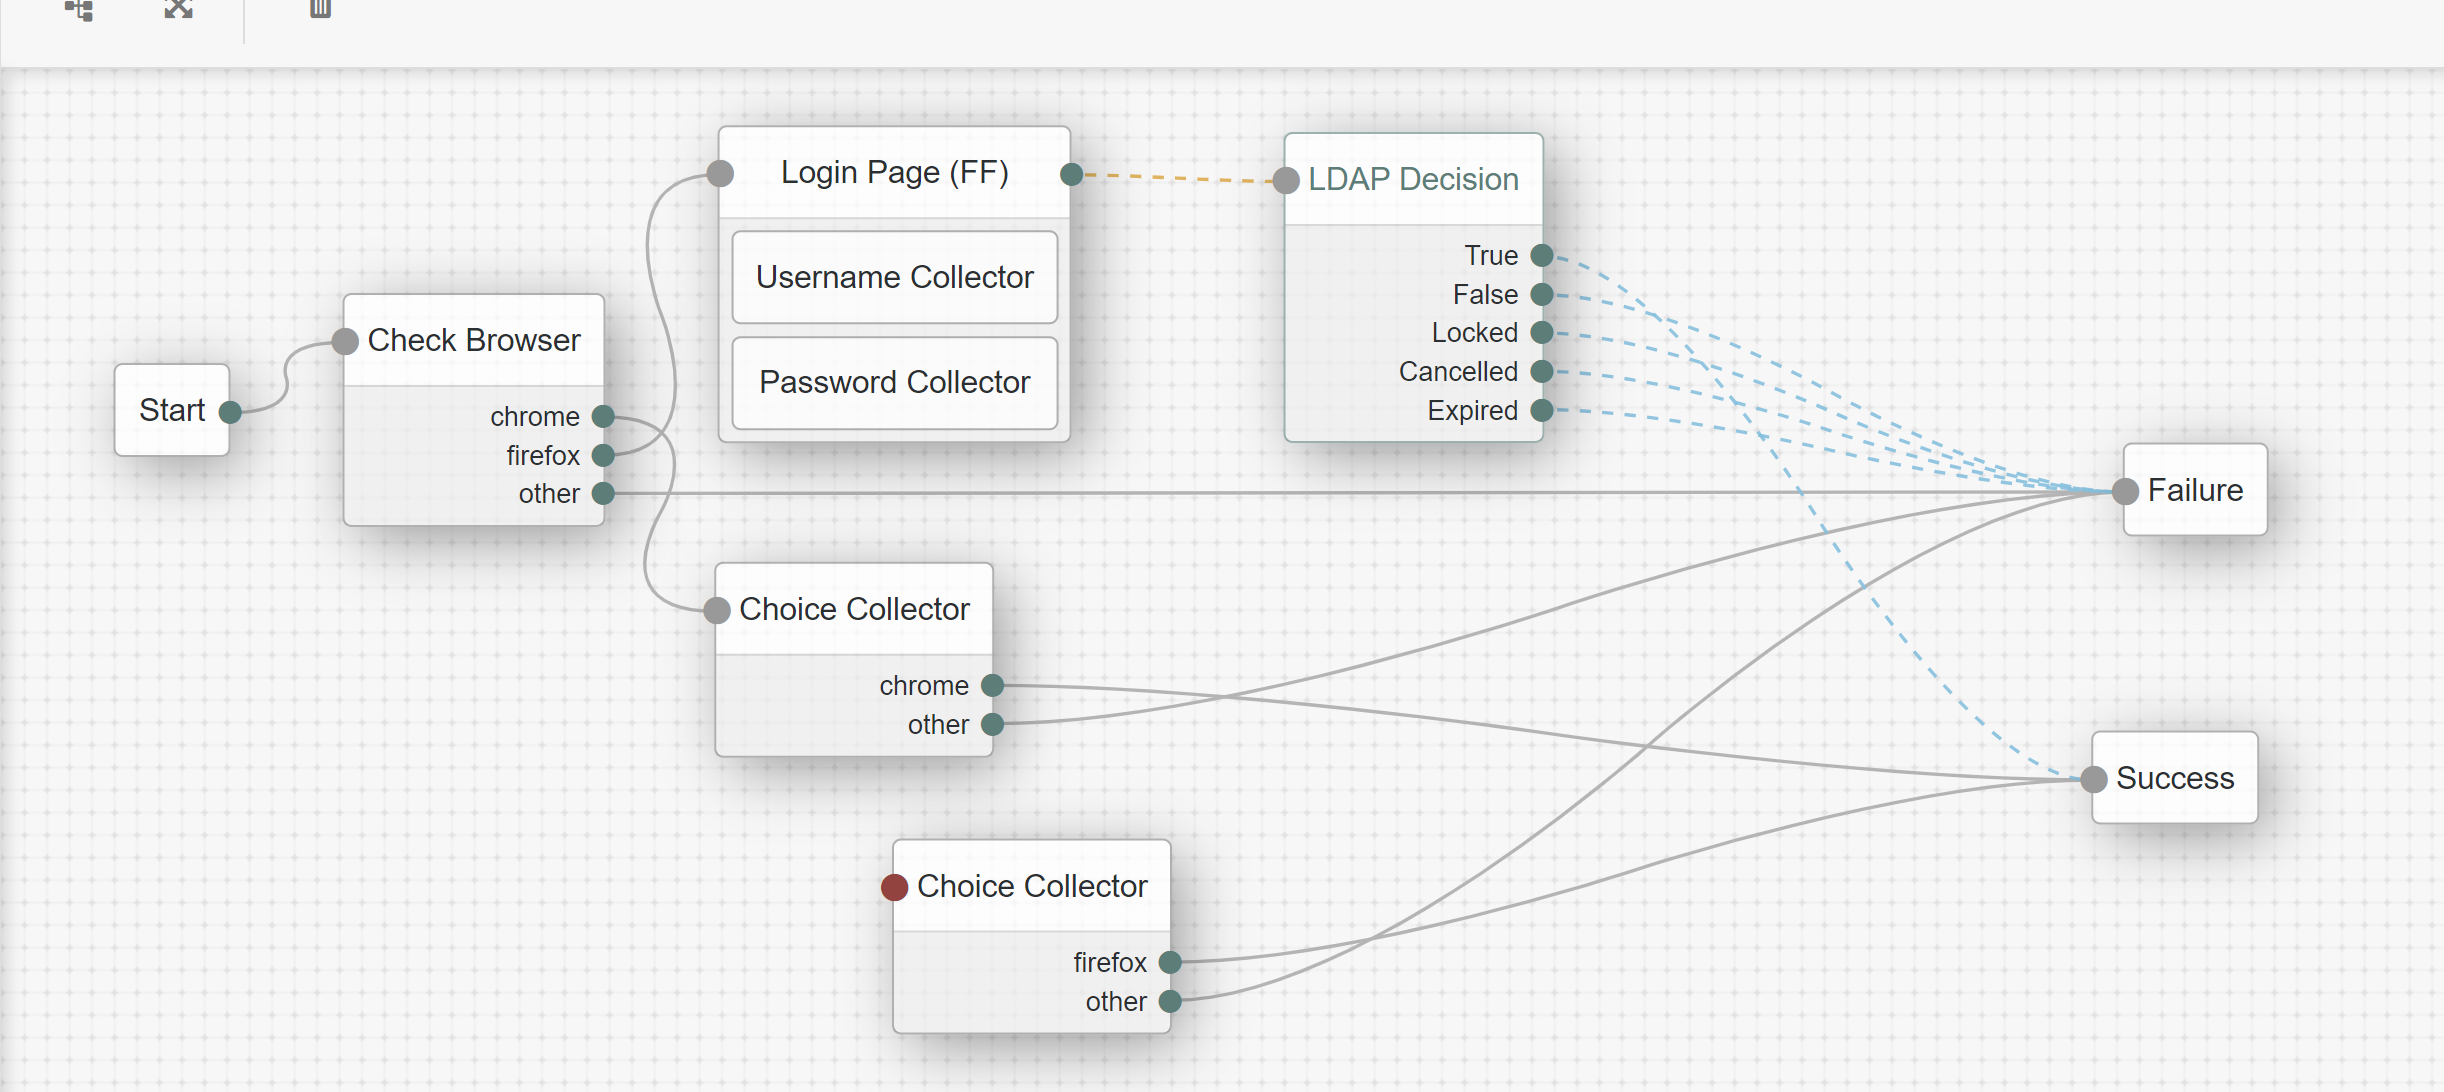 Start
Check Browser
chrome
firefox
other
Login Page (FF)
Username Collector
Password Collector
LDAP Decision
True
False
Locked
Cancelled
Expired
Failure
Choice Collector
chrome
other
Success
Choice Collector
firefox
other